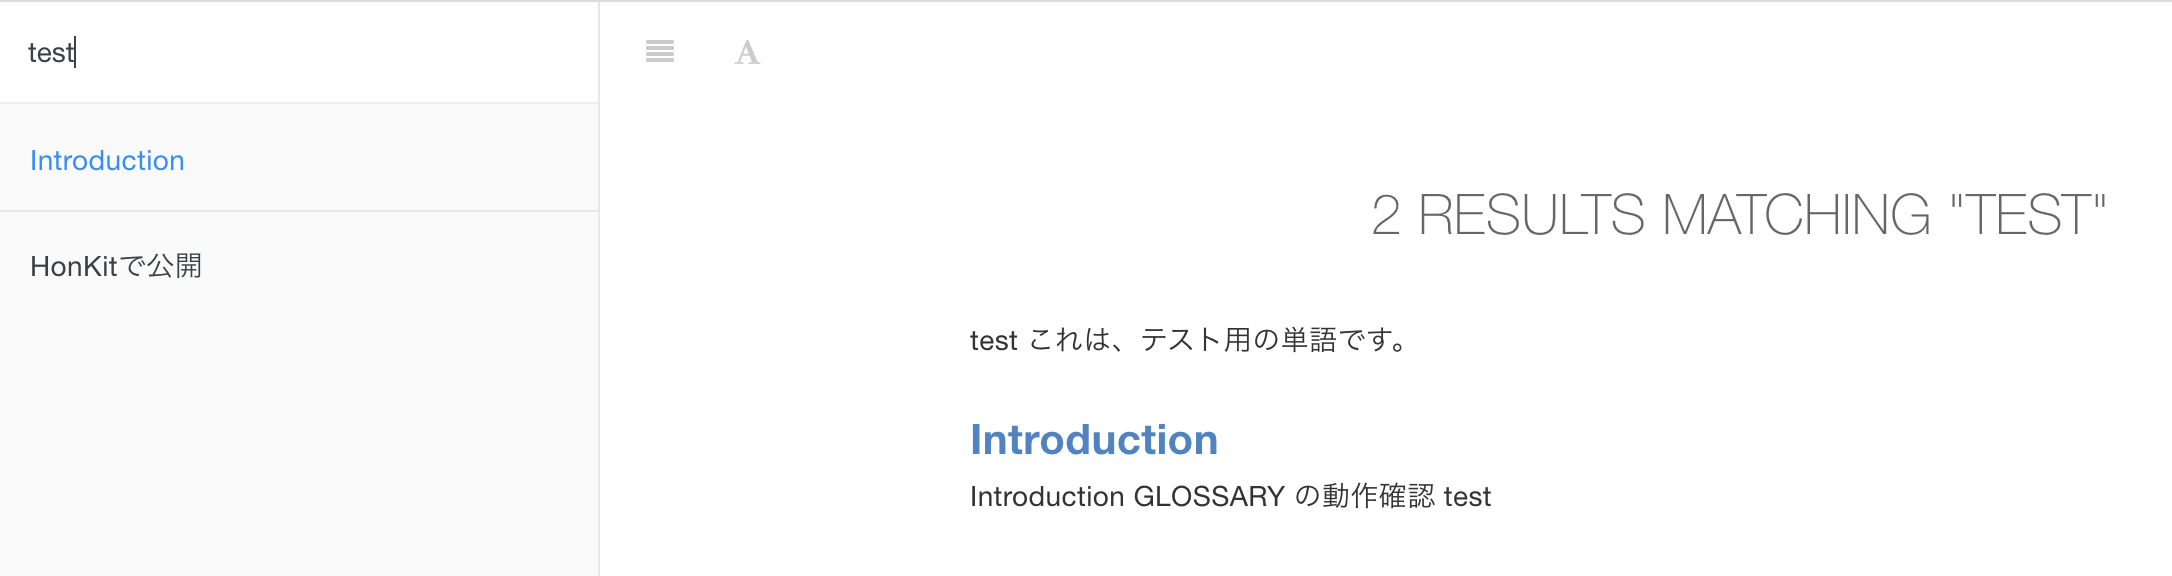 test
Introduction
HonKitで公開
A
2 RESULTS MATCHING "TEST"
test これは、テスト用の単語です。
Introduction
Introduction GLOSSARY の動作確認 test